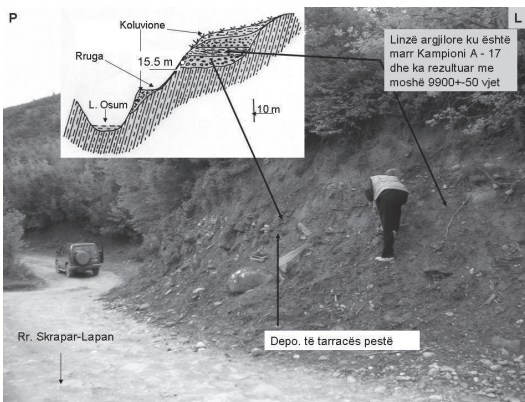 P
L
Koluvione
Rruga
15.5 m
L. Osum
10 m
Linzë argjilore ku është
marr Kampioni A - 17
dhe ka rezultuar me
moshë 9900+-50 vjet
Rr. Skrapar-Lapan
Depo. të tarracës pestë